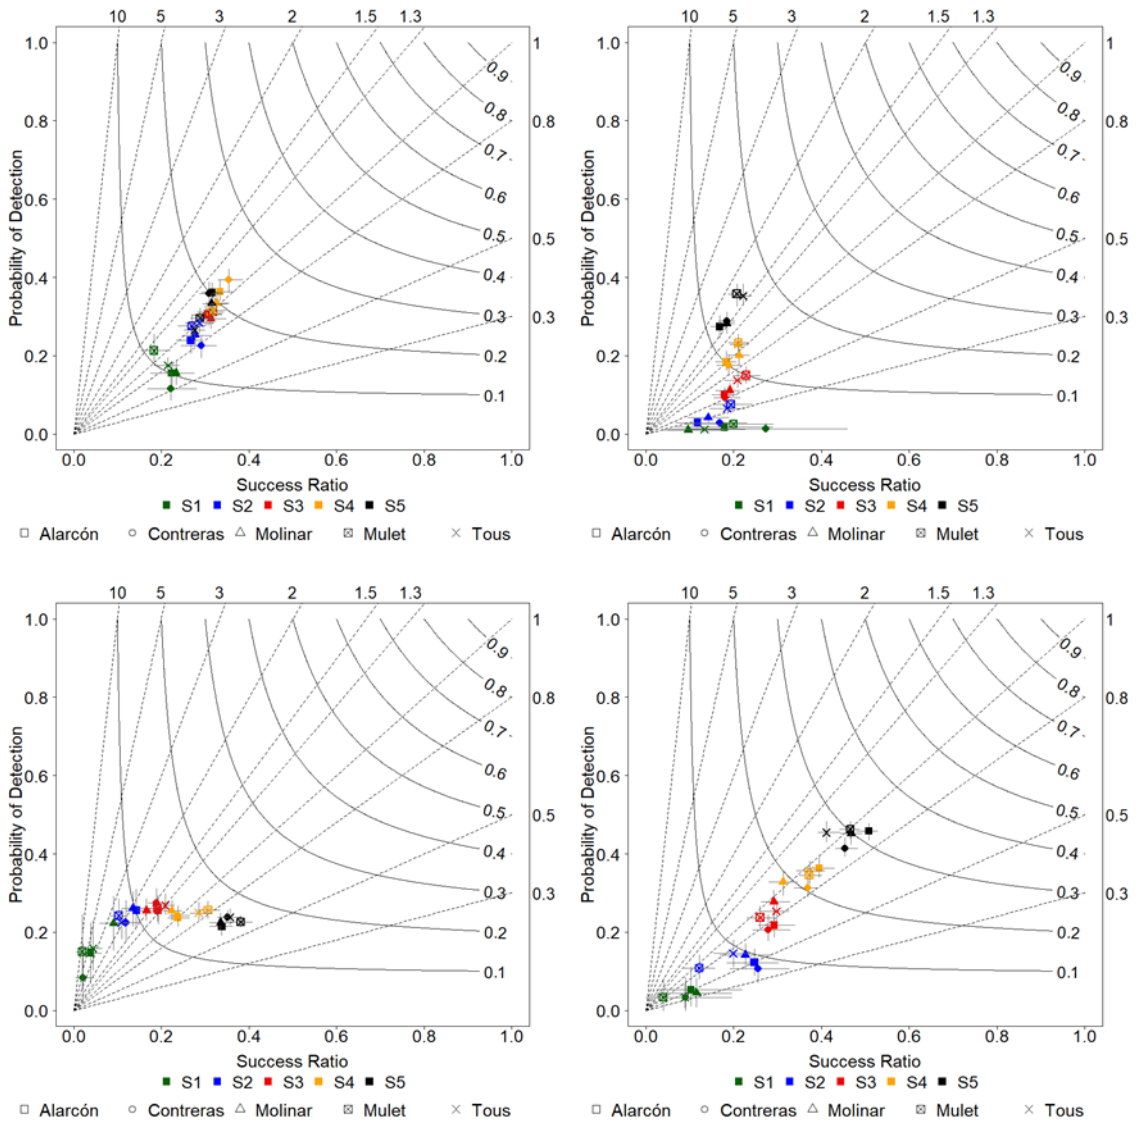 10 5 3 2 1.5 1.3
1.0 1
0.9
0.8 0.8 0.8
0.7
0.6 0.6
0.5 0.5
0.4 0.4
0.3 0.3
0.2 0.2
0.1
0.0
Probability of Detection
0.0 0.2 0.4 0.6 0.8 1.0
Success Ratio
S1 S2 S3 S4 S5
Alarcón Contreras Molinar Mulet Tous
10 5 3 2 1.5 1.3
1.0 1
0.9
0.8 0.8 0.8
0.7
0.6 0.6
0.5 0.5
0.4 0.4
0.3 0.3
0.2 0.2
0.1
0.0
Probability of Detection
0.0 0.2 0.4 0.6 0.8 1.0
Success Ratio
S1 S2 S3 S4 S5
Alarcón Contreras Molinar Mulet Tous
10 5 3 2 1.5 1.3
1.0 1
0.9
0.8 0.8 0.8
0.7
0.6 0.6
0.5 0.5
0.4 0.4
0.3 0.3
0.2 0.2
0.1
0.0
Probability of Detection
0.0 0.2 0.4 0.6 0.8 1.0
Success Ratio
S1 S2 S3 S4 S5
Alarcón Contreras Molinar Mulet Tous
10 5 3 2 1.5 1.3
1.0 1
0.9
0.8 0.8 0.8
0.7
0.6 0.6
0.5 0.5
0.4 0.4
0.3 0.3
0.2 0.2
0.1
0.0
Probability of Detection
0.0 0.2 0.4 0.6 0.8 1.0
Success Ratio
S1 S2 S3 S4 S5
Alarcón Contreras Molinar Mulet Tous